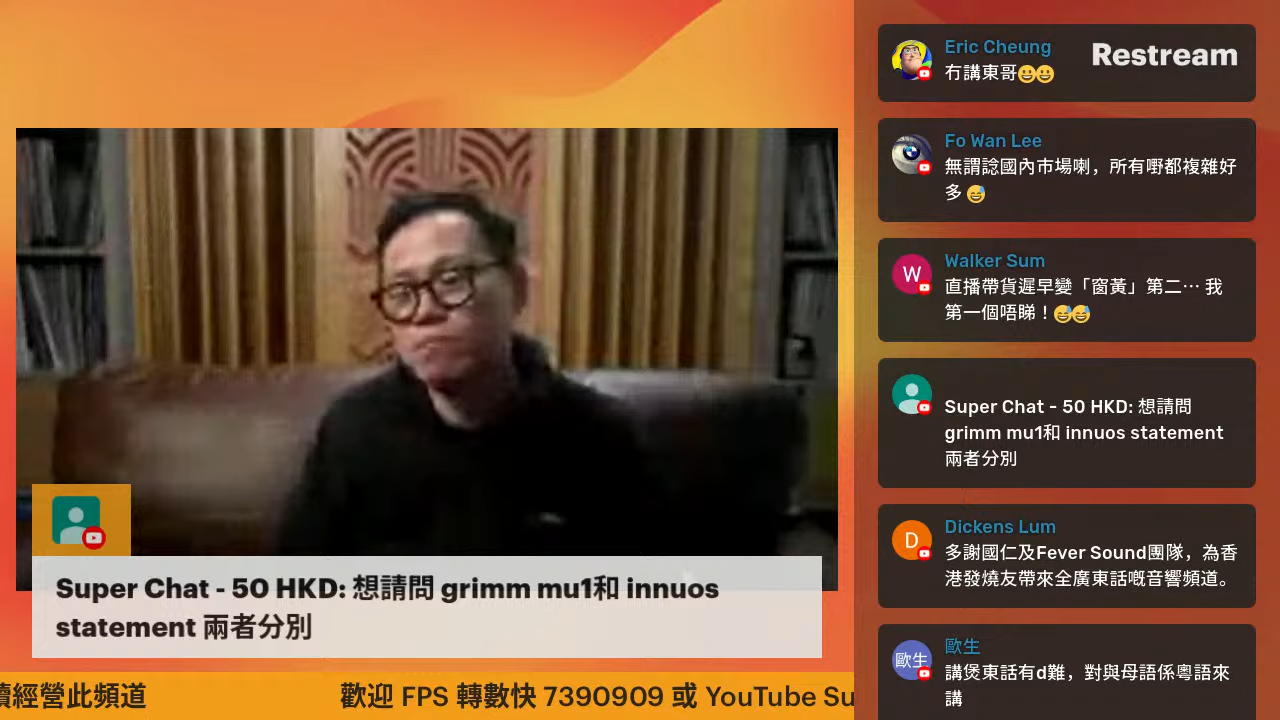 Eric Cheung
Restream
冇講東哥😀😀
Fo Wan Lee
無謂諗國內市場喇，所有嘢都複雜好
多 😅
W
Walker Sum
直播帶貨遲早變「窗黃」第二… 我
第一個唔睇！😅😅
Super Chat - 50 HKD: 想請問
grimm mu1和 innuos statement
兩者分別
D
Dickens Lum
多謝國仁及Fever Sound團隊，為香
港發燒友帶來全廣東話嘅音響頻道。
歐生
歐生
講煲東話有d難，對與母語係粵語來
講
Super Chat - 50 HKD: 想請問 grimm mu1和 innuos
statement 兩者分別
續經營此頻道 歡迎 FPS 轉數快 7390909 或 YouTube Su